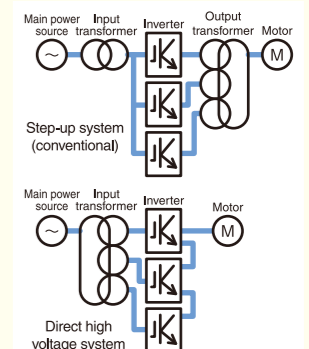 Main power source
Input transformer
Inverter
Output transformer
Motor
M
Step-up system
(conventional)
Main power source
Input transformer
Inverter
Motor
M
Direct high
voltage system